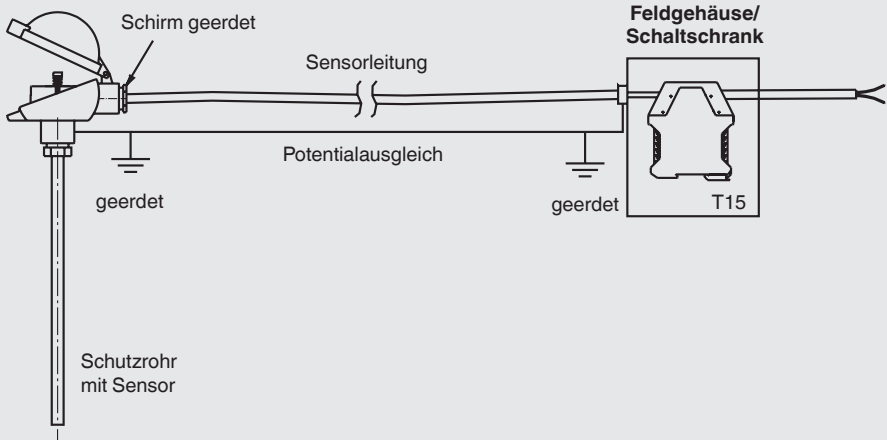 Feldgehäuse/
Schaltschrank
Schirm geerdet
Sensorleitung
Potentialausgleich
geerdet
geerdet
T15
Schutzrohr
mit Sensor